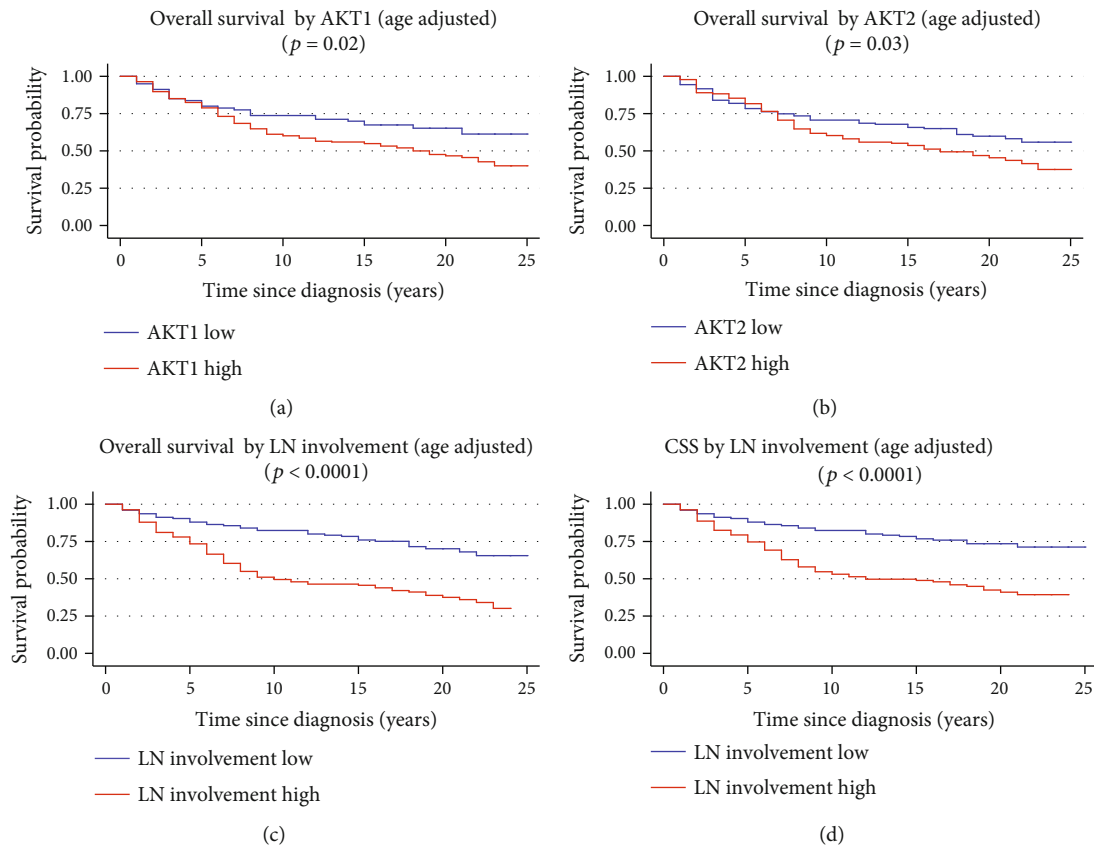 Overall survival by AKT1 (age adjusted)
(p = 0.02)
Survival probability
1.00
0.75
0.50
0.25
0.00
0 5 10 15 20 25
Time since diagnosis (years)
AKT1 low
AKT1 high
(a)
Overall survival by AKT2 (age adjusted)
(p = 0.03)
Survival probability
1.00
0.75
0.50
0.25
0.00
0 5 10 15 20 25
Time since diagnosis (years)
AKT2 low
AKT2 high
(b)
Overall survival by LN involvement (age adjusted)
(p < 0.0001)
Survival probability
1.00
0.75
0.50
0.25
0.00
0 5 10 15 20 25
Time since diagnosis (years)
LN involvement low
LN involvement high
(c)
CSS by LN involvement (age adjusted)
(p < 0.0001)
Survival probability
1.00
0.75
0.50
0.25
0.00
0 5 10 15 20 25
Time since diagnosis (years)
LN involvement low
LN involvement high
(d)